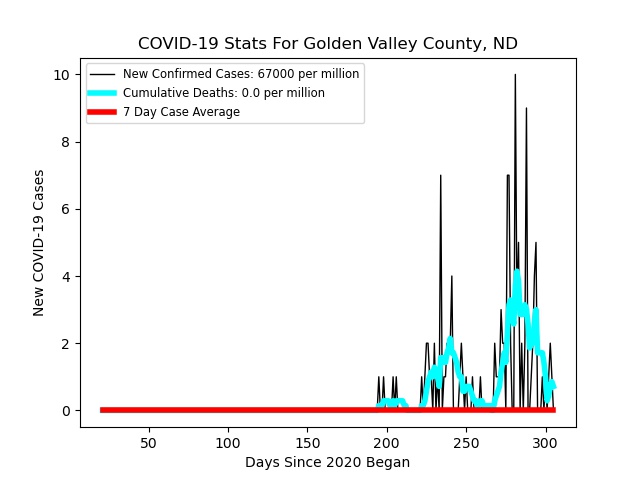 COVID-19 Stats For Golden Valley County, ND
New Confirmed Cases: 67000 per million
Cumulative Deaths: 0.0 per million
7 Day Case Average
New COVID-19 Cases
10
8
6
4
2
0
50 100 150 200 250 300
Days Since 2020 Began